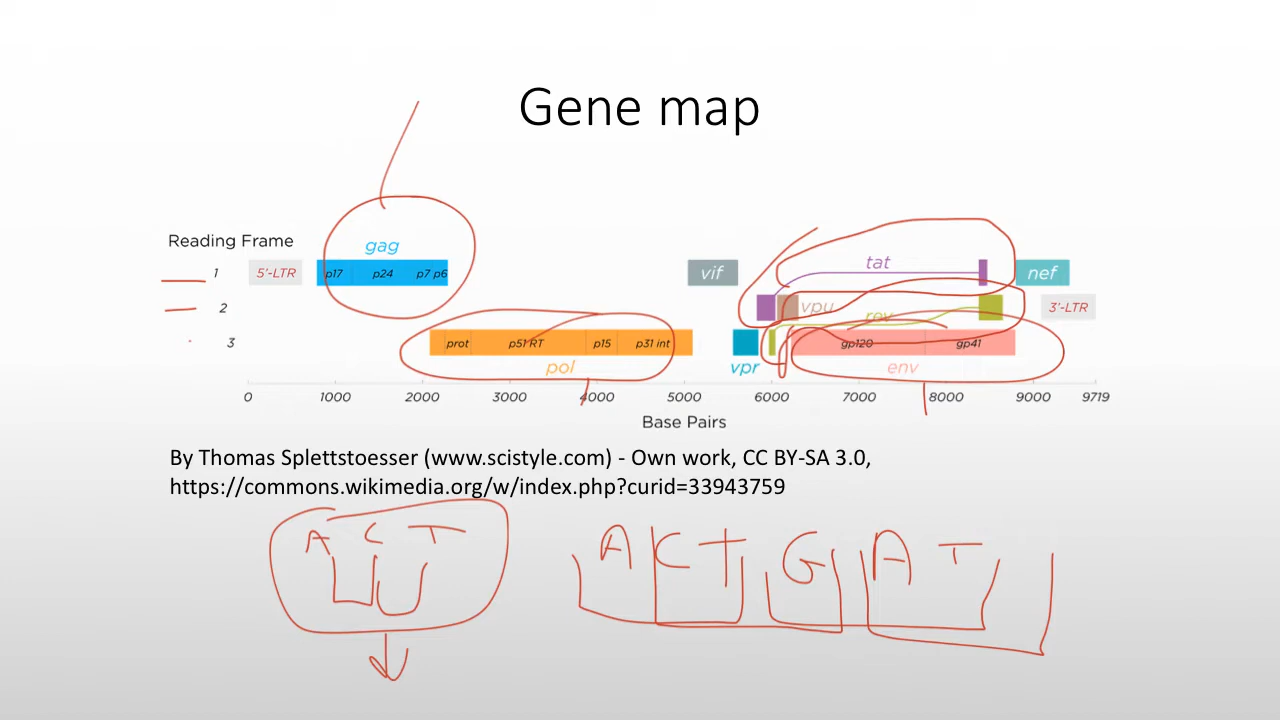 Gene map
Reading Frame
gag
tat
1
5'-LTR
p17
p24
p7 p6
vif
nef
2
vpu
rev
3'-LTR
3
prot
p51 RT
p15
p31 int
gp120
gp41
pol
vpr
env
0
1000
2000
3000
4000
5000
6000
7000
8000
9000
9719
Base Pairs
By Thomas Splettstoesser (www.scistyle.com) - Own work, CC BY-SA 3.0,
https://commons.wikimedia.org/w/index.php?curid=33943759
A C T
A C T G A T